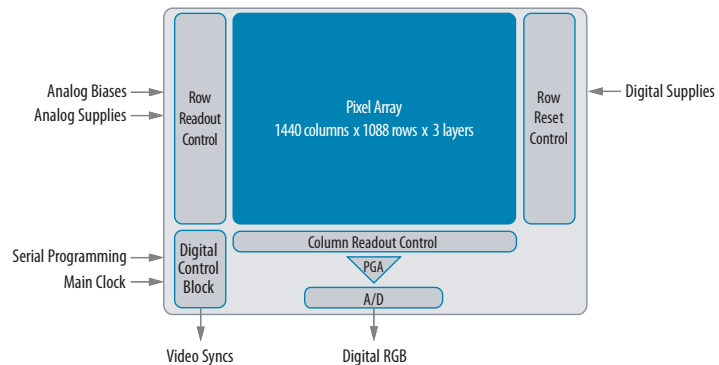 Analog Biases
Analog Supplies
Row
Readout
Control
Pixel Array
1440 columns x 1088 rows x 3 layers
Row
Reset
Control
Digital Supplies
Serial Programming
Main Clock
Digital
Control
Block
Column Readout Control
PGA
A/D
Video Syncs
Digital RGB